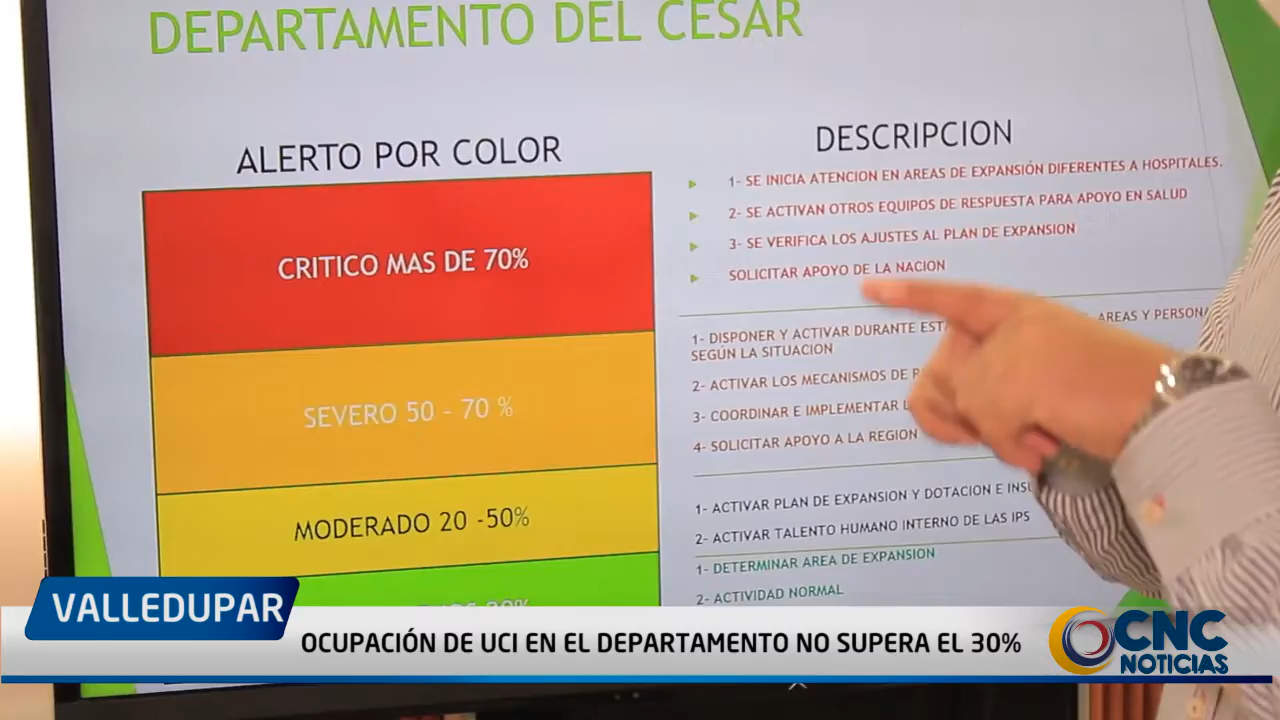 DEPARTAMENTO DEL CESAR
ALERTO POR COLOR
DESCRIPCION
CRITICO MAS DE 70%
1- SE INICIA ATENCION EN AREAS DE EXPANSIÓN DIFERENTES A HOSPITALES.
2- SE ACTIVAN OTROS EQUIPOS DE RESPUESTA PARA APOYO EN SALUD
3- SE VERIFICA LOS AJUSTES AL PLAN DE EXPANSION
SOLICITAR APOYO DE LA NACION
SEVERO 50 - 70 %
1- DISPONER Y ACTIVAR DURANTE AREAS Y
SEGÚN LA SITUACION
2- ACTIVAR LOS MECANISMOS DE
3- COORDINAR E IMPLEMENTAR
4- SOLICITAR APOYO A LA REGION
MODERADO 20 -50%
1- ACTIVAR PLAN DE EXPANSION Y DOTACION E
2- ACTIVAR TALENTO HUMANO INTERNO DE LAS IPS
1- DETERMINAR AREA DE EXPANSION
2- ACTIVIDAD NORMAL
VALLEDUPAR
OCUPACIÓN DE UCI EN EL DEPARTAMENTO NO SUPERA EL 30%
CNC
NOTICIAS